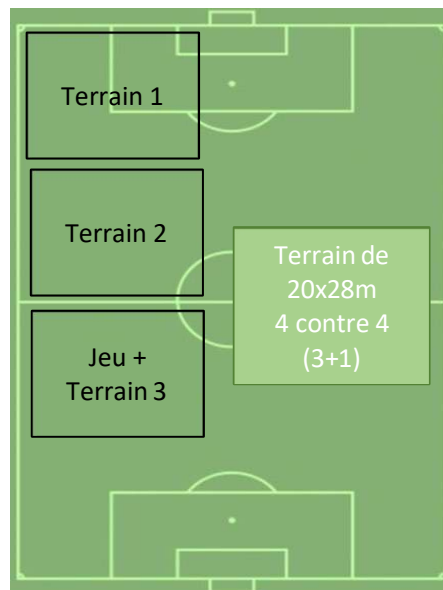 Terrain 1
Terrain 2
Jeu +
Terrain 3
Terrain de
20x28m
4 contre 4
(3+1)